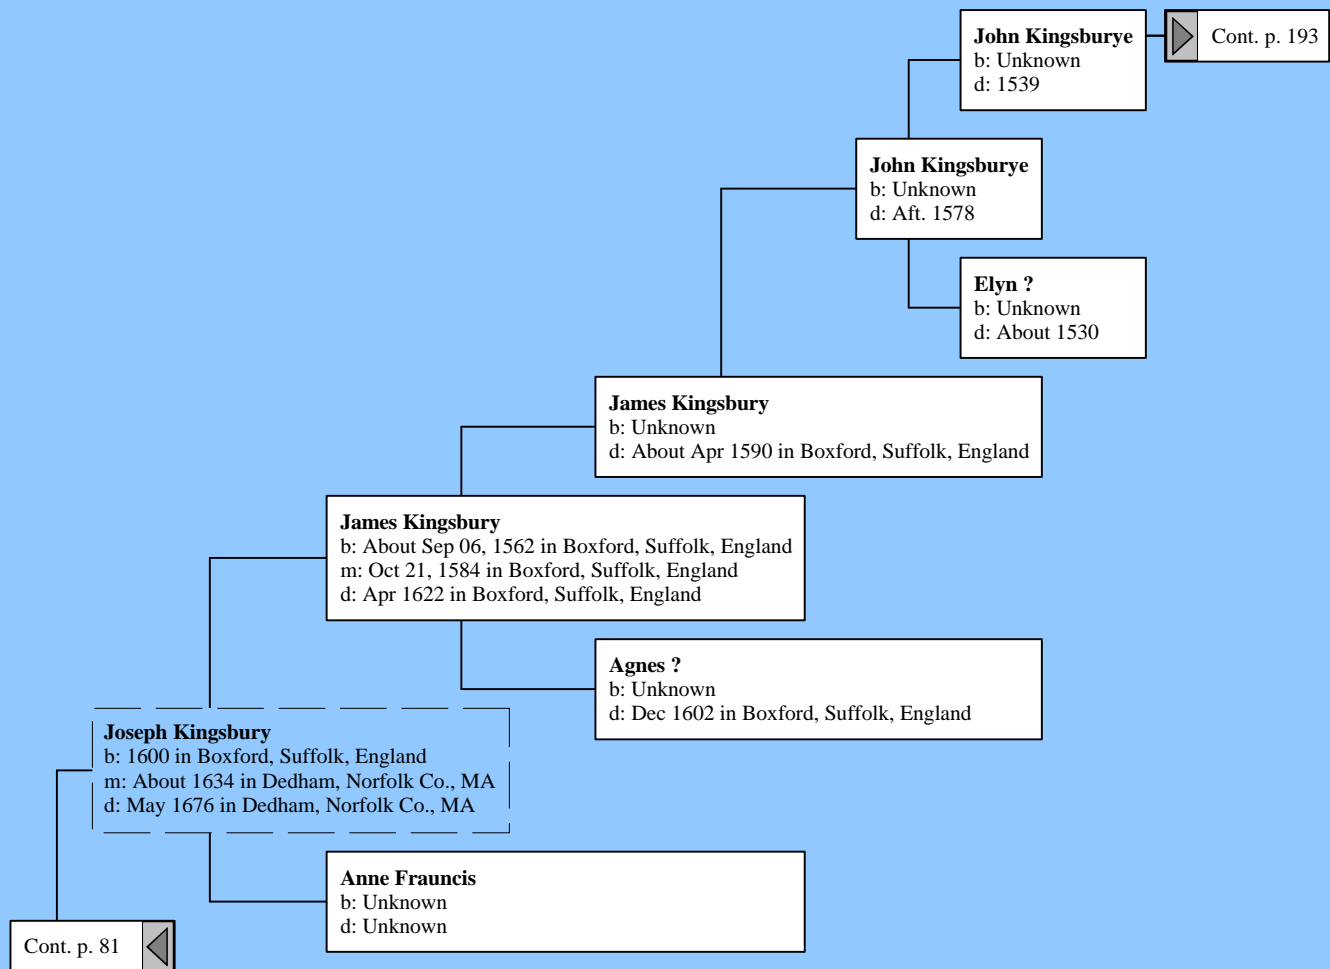 John Kingsburye
b: Unknown
d: 1539
Cont. p. 193
John Kingsburye
b: Unknown
d: Aft. 1578
Elyn ?
b: Unknown
d: About 1530
James Kingsbury
b: Unknown
d: About Apr 1590 in Boxford, Suffolk, England
James Kingsbury
b: About Sep 06, 1562 in Boxford, Suffolk, England
m: Oct 21, 1584 in Boxford, Suffolk, England
d: Apr 1622 in Boxford, Suffolk, England
Agnes ?
b: Unknown
d: Dec 1602 in Boxford, Suffolk, England
Joseph Kingsbury
b: 1600 in Boxford, Suffolk, England
m: About 1634 in Dedham, Norfolk Co., MA
d: May 1676 in Dedham, Norfolk Co., MA
Anne Frauncis
b: Unknown
d: Unknown
Cont. p. 81